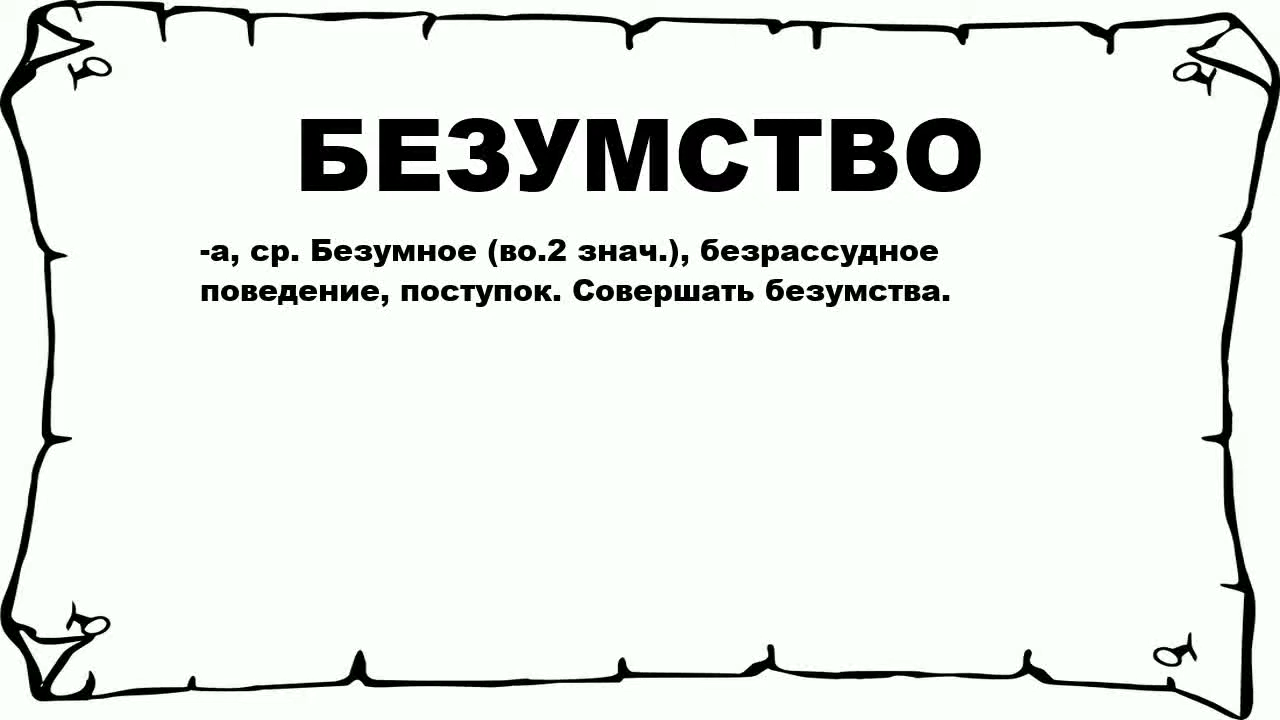 БЕЗУМСТВО
-а, ср. Безумное (во.2 знач.), безрассудное
поведение, поступок. Совершать безумства.